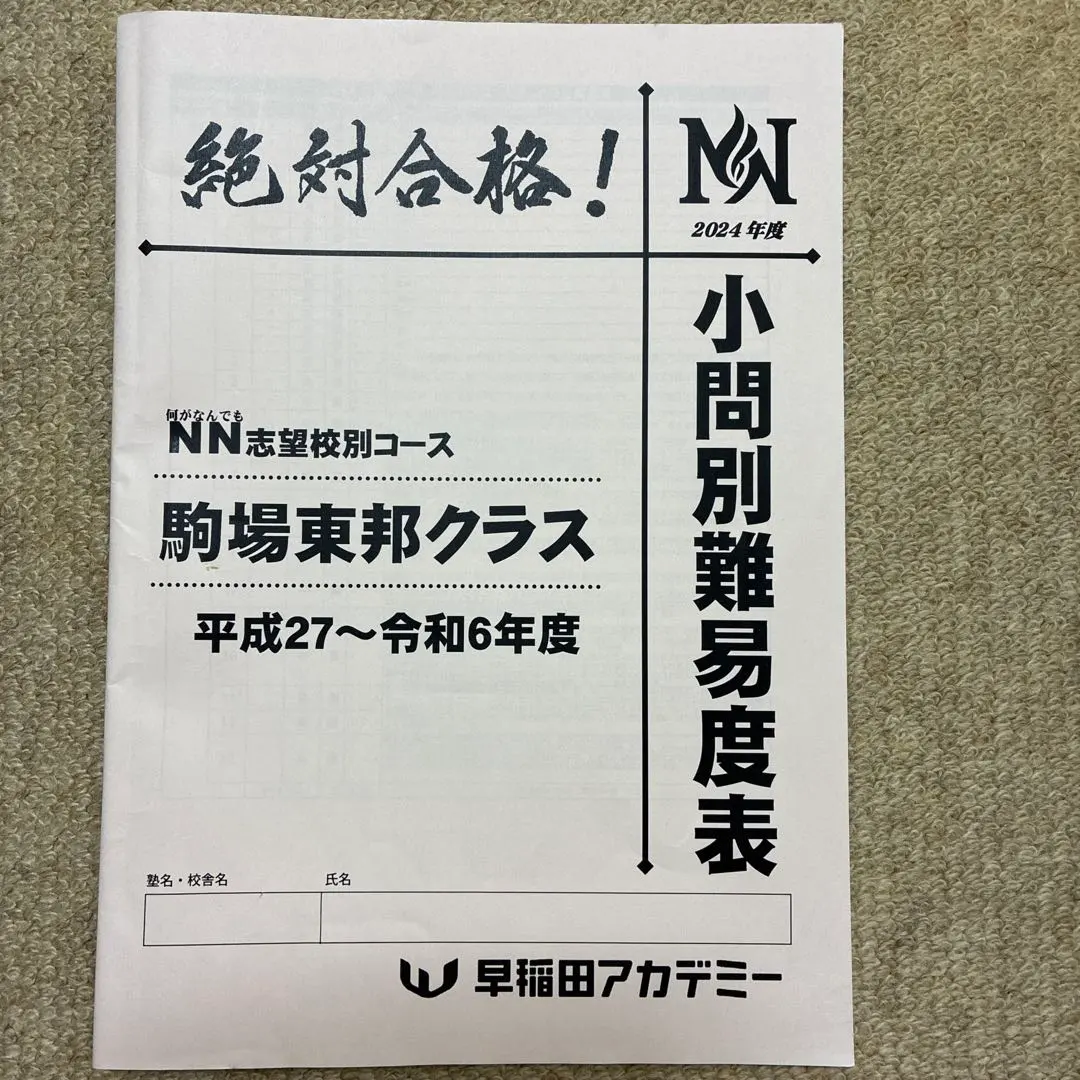 絶対合格!
NN
2024年度
小問別難易度表
何がなんでも
NN志望校別コース
駒場東邦クラス
平成27〜令和6年度
塾名・校舎名
氏名
早稲田アカデミー